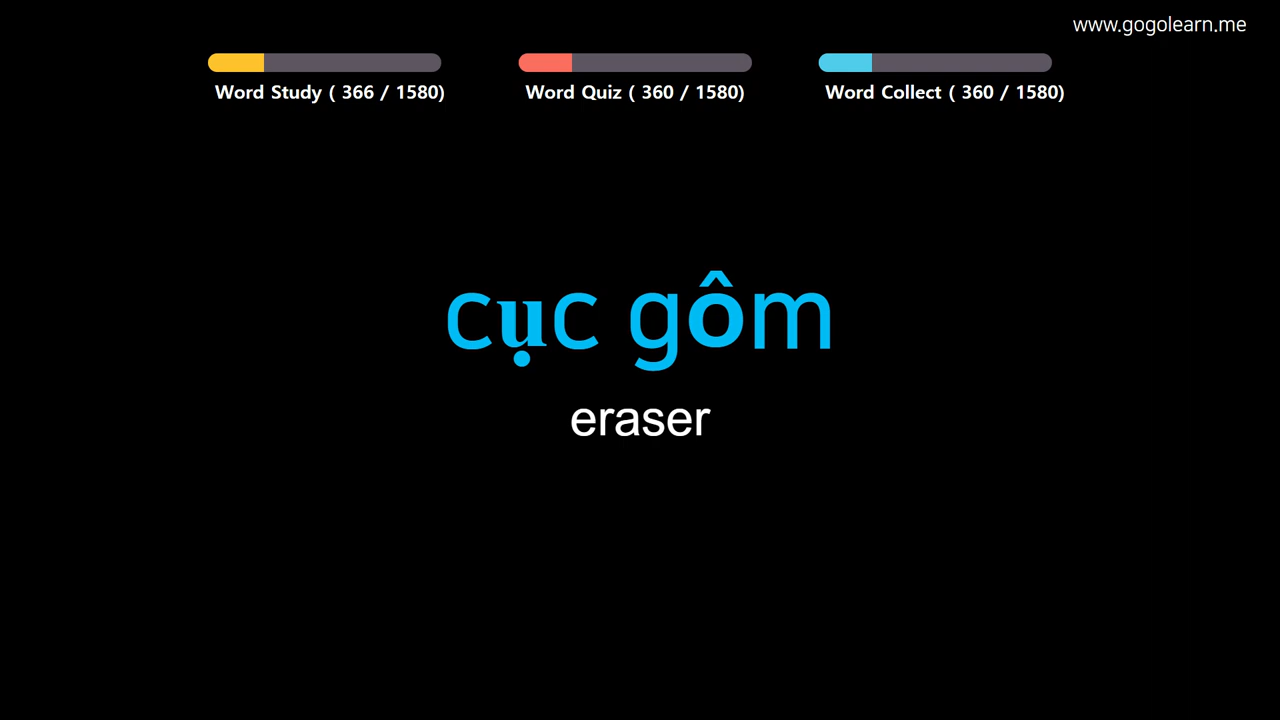 www.gogolearn.me
Word Study ( 366 / 1580)
Word Quiz ( 360 / 1580)
Word Collect ( 360 / 1580)
cục gôm
eraser